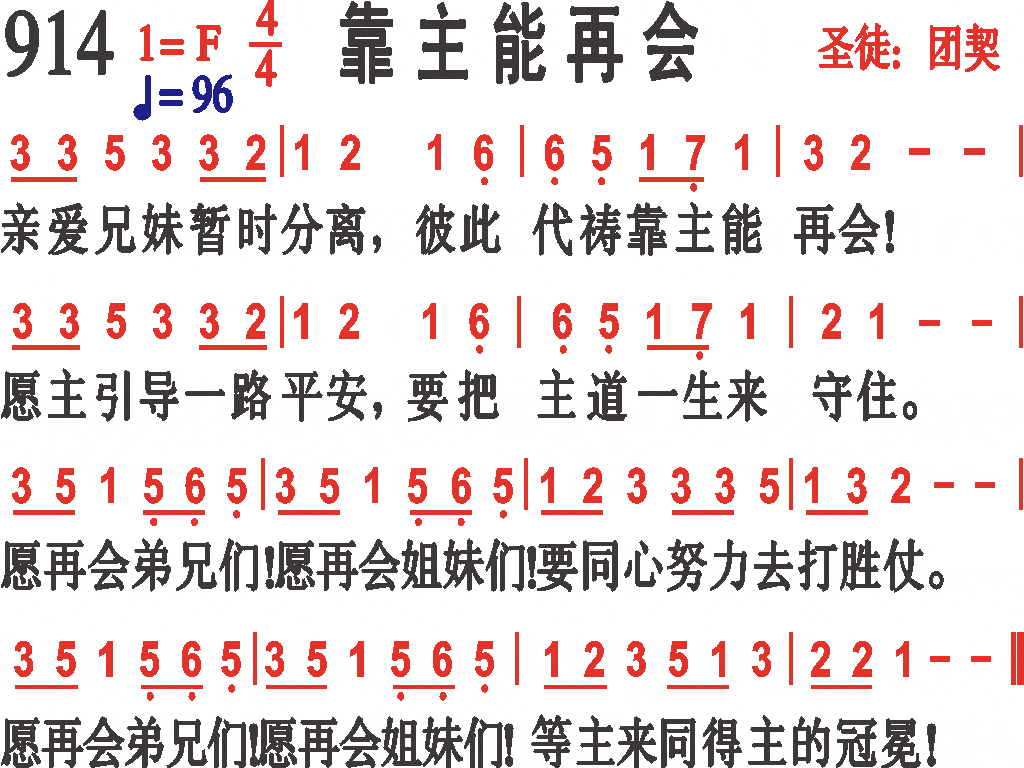 914 1=F 4/4 靠主能再会 圣徒：团契
♩=96
3 3 5 3 3 2 | 1 2 1 6̣ | 6̣ 5̣ 1 7̣ 1 | 3 2 - - |
亲爱兄妹暂时分离，彼此 代祷靠主能 再会！
3 3 5 3 3 2 | 1 2 1 6̣ | 6̣ 5̣ 1 7̣ 1 | 2 1 - - |
愿主引导一路平安，要把 主道一生来 守住。
3 5 1 5̣ 6̣ 5̣ | 3 5 1 5̣ 6̣ 5̣ | 1 2 3 3 3 5 | 1 3 2 - - |
愿再会弟兄们！愿再会姐妹们！要同心努力去打胜仗。
3 5 1 5̣ 6̣ 5̣ | 3 5 1 5̣ 6̣ 5̣ | 1 2 3 5 1 3 | 2 2 1 - - ‖
愿再会弟兄们！愿再会姐妹们！等主来同得主的冠冕！